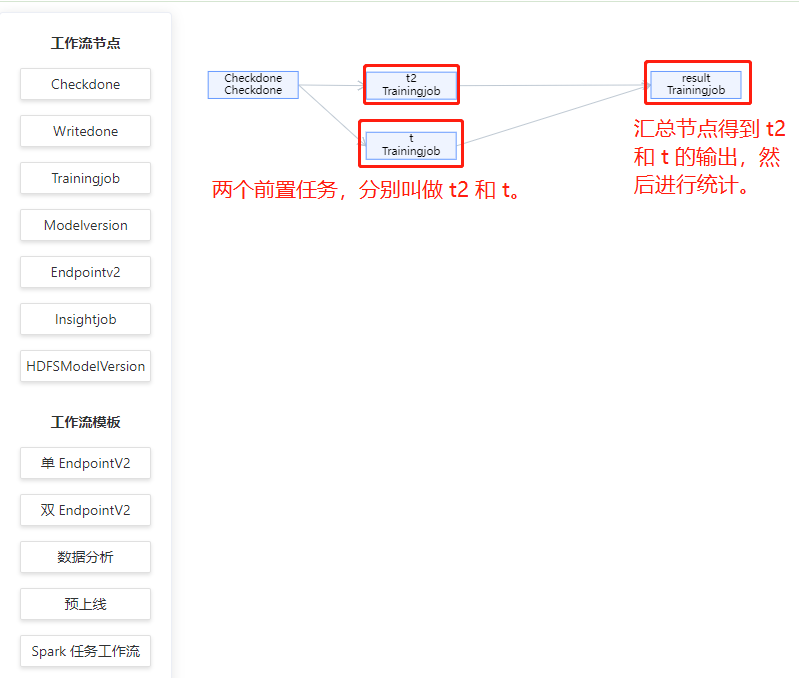 工作流节点
Checkdone
Writedone
Trainingjob
Modelversion
Endpointv2
Insightjob
HDFSModelVersion
工作流模板
单 EndpointV2
双 EndpointV2
数据分析
预上线
Spark 任务工作流
Checkdone
Checkdone
t2
Trainingjob
t
Trainingjob
两个前置任务，分别叫做 t2 和 t。
result
Trainingjob
汇总节点得到 t2
和 t 的输出，然
后进行统计。